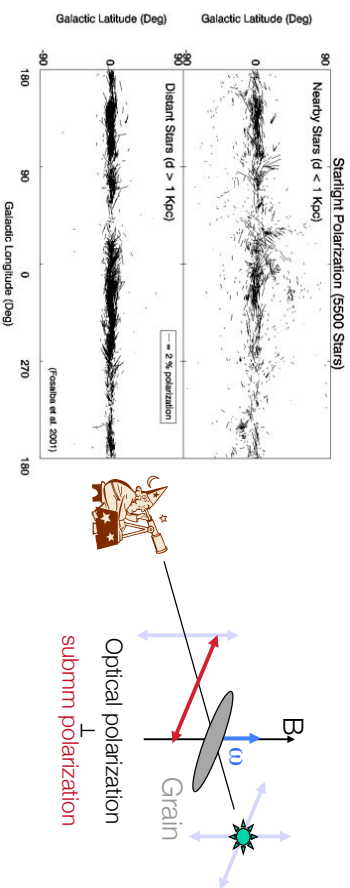 Starlight Polarization (5500 Stars)
Nearby Stars (d < 1 Kpc)
Galactic Latitude (Deg)
90
0
-90
Distant Stars (d > 1 Kpc)
— = 2 % polarization
(Fosalba et al. 2001)
Galactic Latitude (Deg)
90
0
-90
180
90
0
270
180
Galactic Longitude (Deg)
B
ω
Grain
Optical polarization
⊥
submm polarization